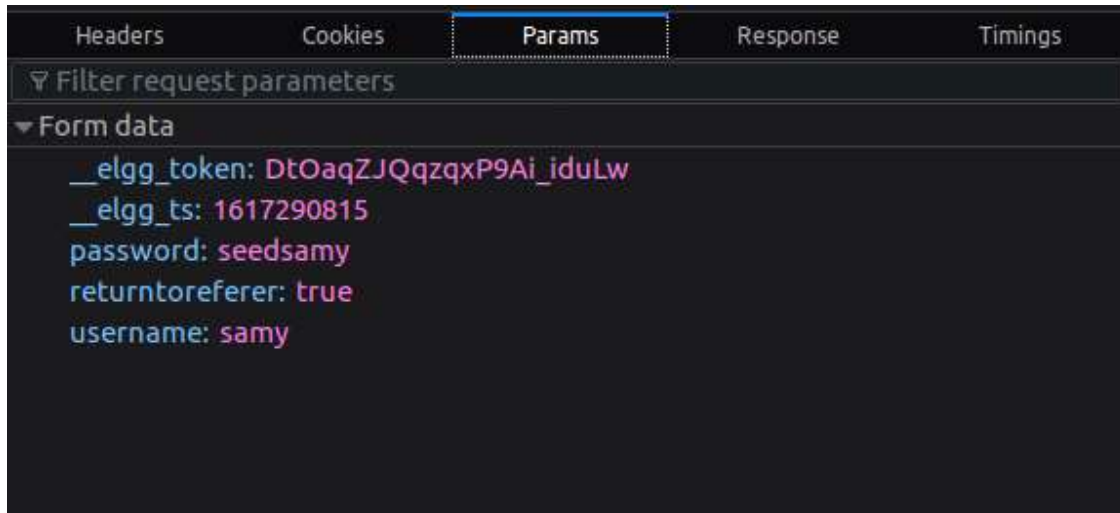 Headers Cookies Params Response Timings
Filter request parameters
Form data
__elgg_token: DtOaqZJQqzqxP9Ai_iduLw
__elgg_ts: 1617290815
password: seedsamy
returntoreferer: true
username: samy